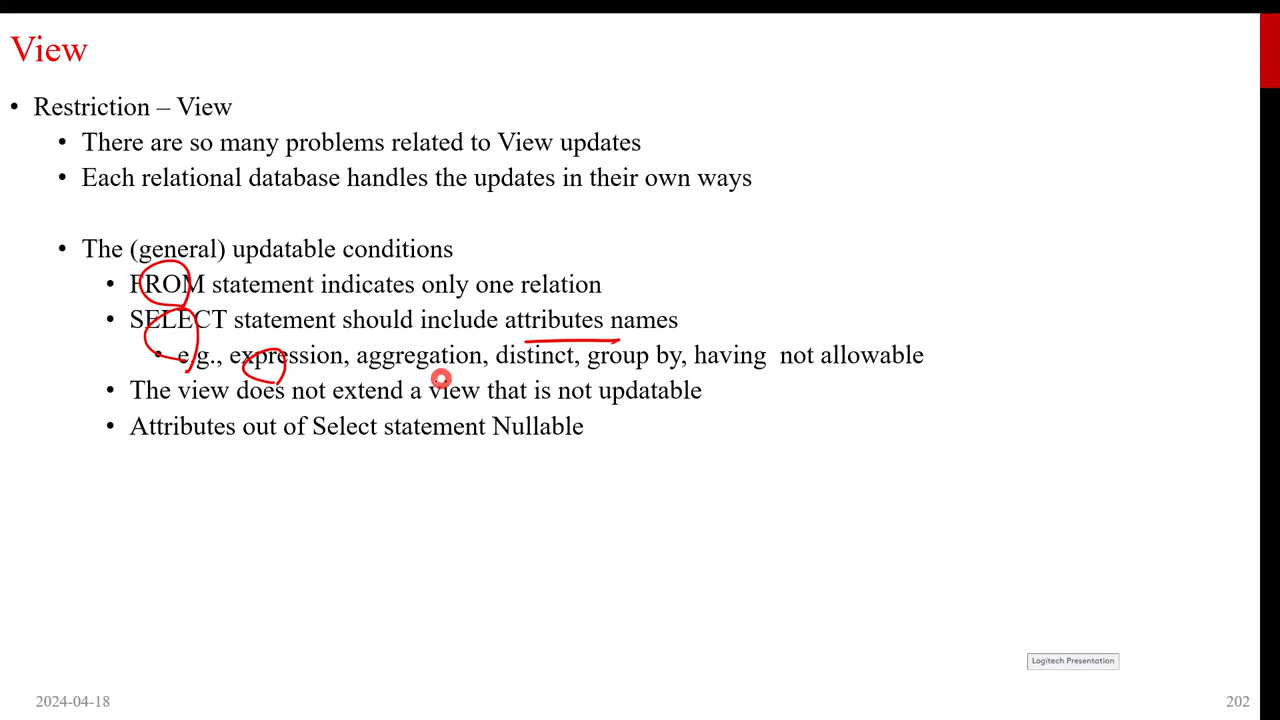 View
• Restriction – View
• There are so many problems related to View updates
• Each relational database handles the updates in their own ways
• The (general) updatable conditions
• FROM statement indicates only one relation
• SELECT statement should include attributes names
• e.g., expression, aggregation, distinct, group by, having not allowable
• The view does not extend a view that is not updatable
• Attributes out of Select statement Nullable
Logitech Presentation
2024-04-18
202